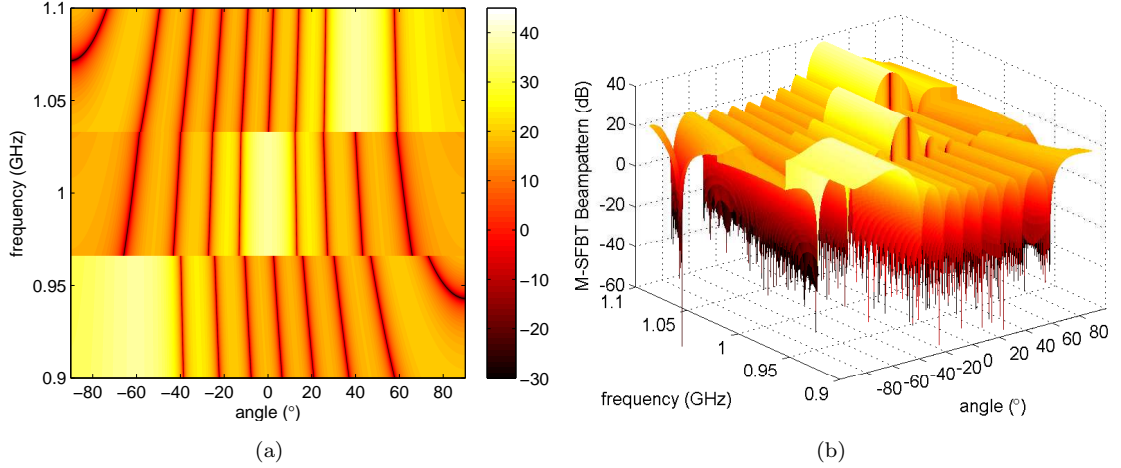 1.1
1.05
1
0.95
0.9
frequency (GHz)
−80 −60 −40 −20 0 20 40 60 80
angle (°)
40
30
20
10
0
−10
−20
−30
(a)
M-SFBT Beampattern (dB)
40
20
0
-20
-40
-60
1.1
1.05
1
0.95
0.9
frequency (GHz)
-80 -60 -40 -20 0 20 40 60 80
angle (°)
(b)